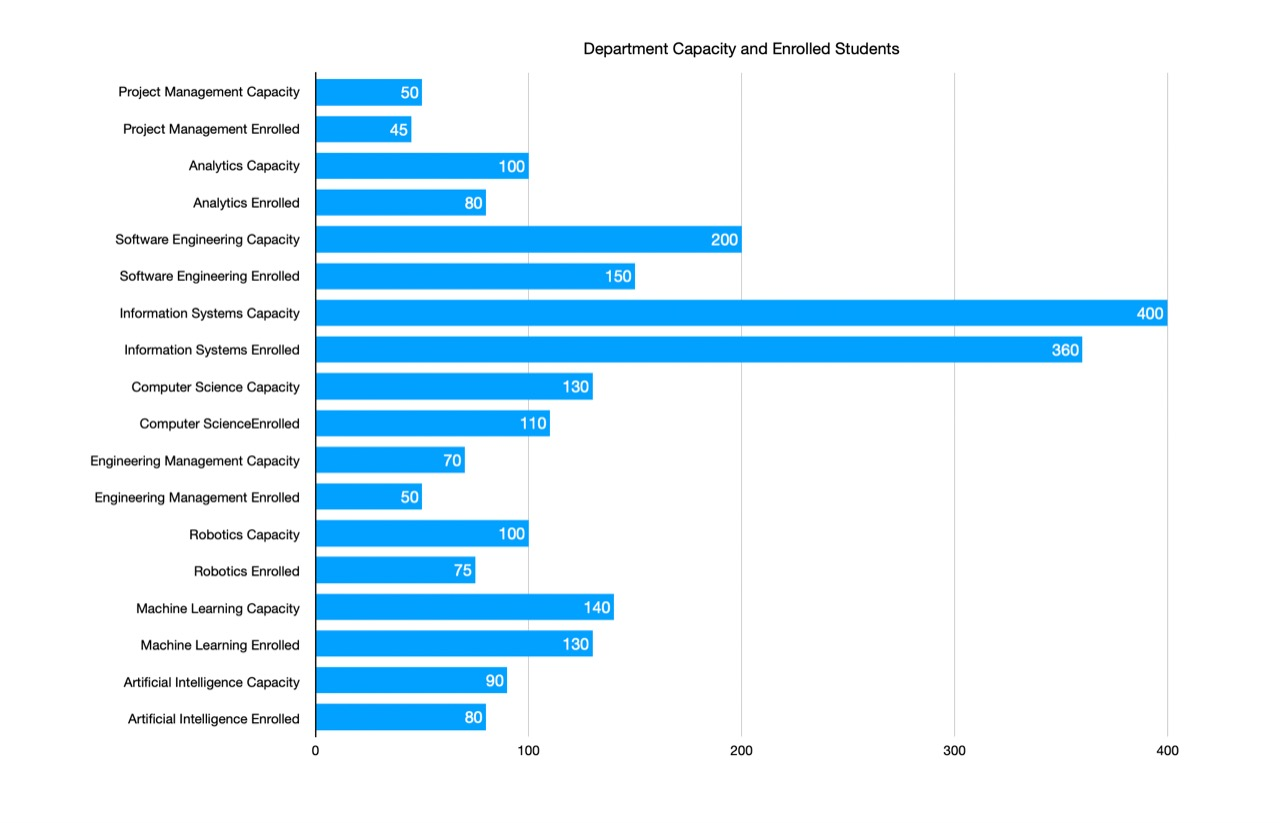 Department Capacity and Enrolled Students
Project Management Capacity 50
Project Management Enrolled 45
Analytics Capacity 100
Analytics Enrolled 80
Software Engineering Capacity 200
Software Engineering Enrolled 150
Information Systems Capacity 400
Information Systems Enrolled 360
Computer Science Capacity 130
Computer ScienceEnrolled 110
Engineering Management Capacity 70
Engineering Management Enrolled 50
Robotics Capacity 100
Robotics Enrolled 75
Machine Learning Capacity 140
Machine Learning Enrolled 130
Artificial Intelligence Capacity 90
Artificial Intelligence Enrolled 80
0 100 200 300 400